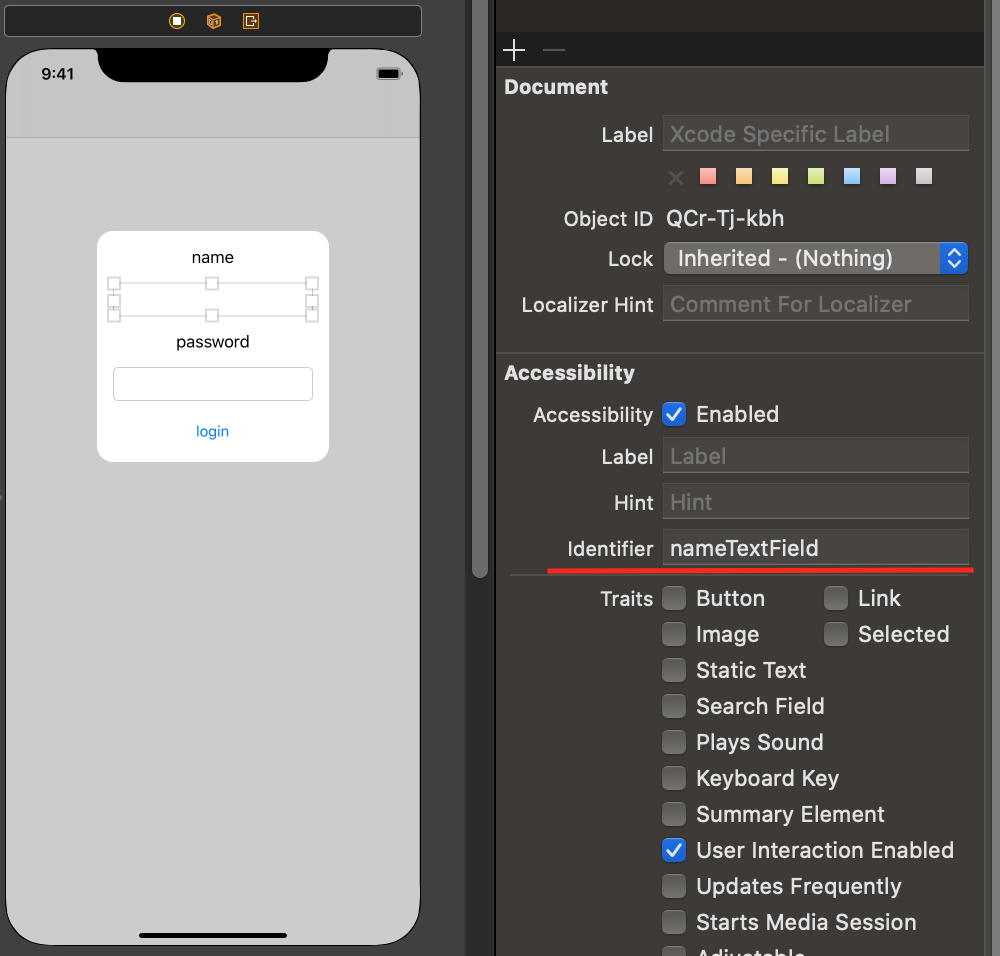 9:41
name
password
login
Document
Label Xcode Specific Label
Object ID QCr-Tj-kbh
Lock Inherited - (Nothing)
Localizer Hint Comment For Localizer
Accessibility
Accessibility Enabled
Label Label
Hint Hint
Identifier nameTextField
Traits Button Link
Image Selected
Static Text
Search Field
Plays Sound
Keyboard Key
Summary Element
User Interaction Enabled
Updates Frequently
Starts Media Session
Adjustable